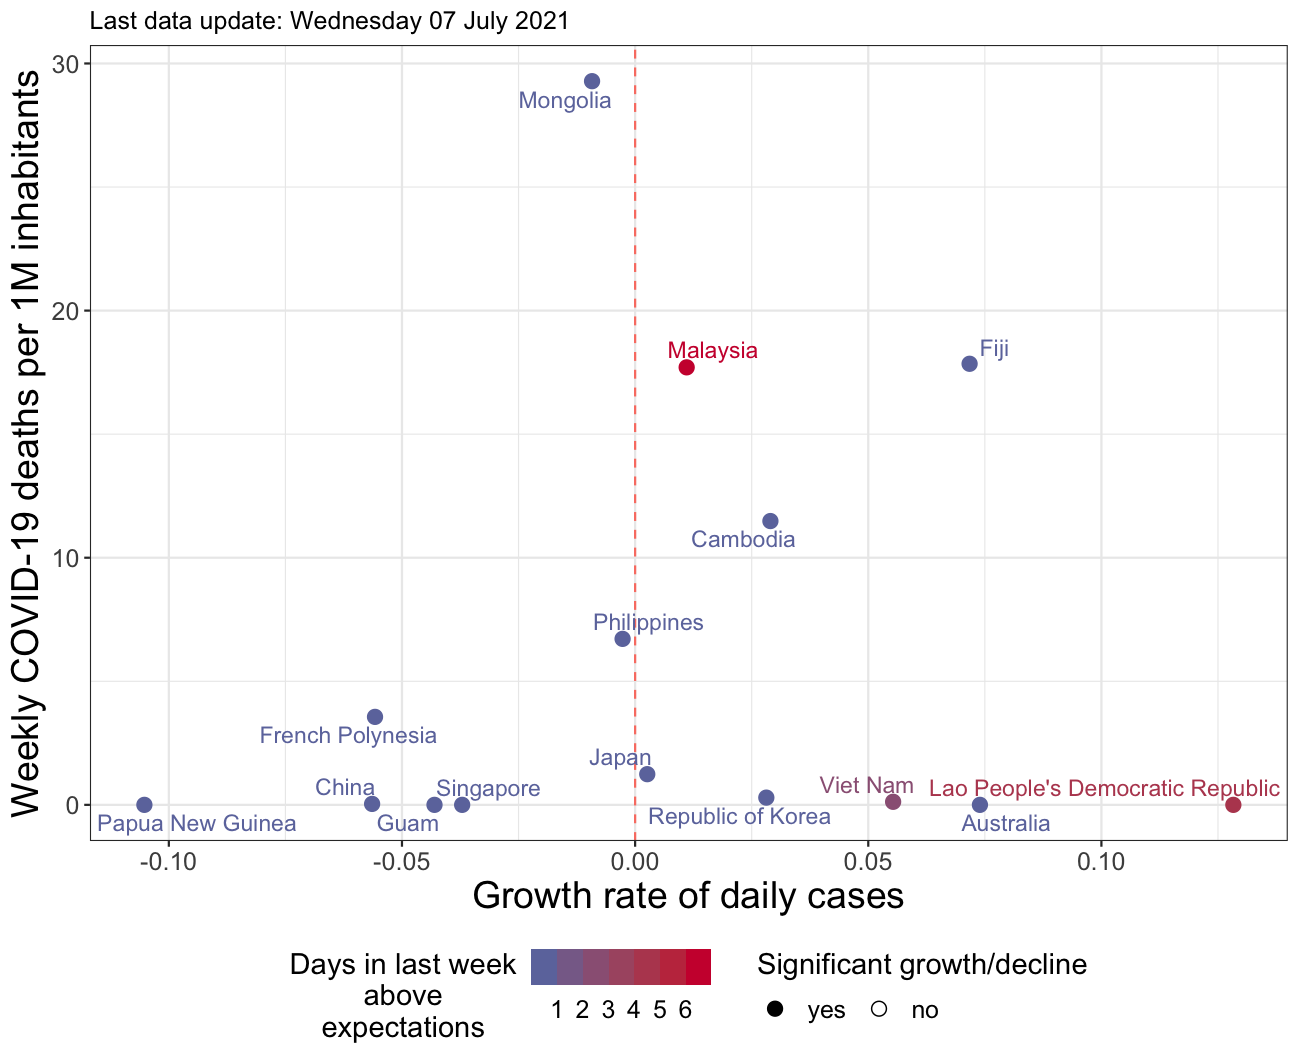 Last data update: Wednesday 07 July 2021
Weekly COVID-19 deaths per 1M inhabitants
30
20
10
0
Mongolia
Malaysia
Fiji
Cambodia
Philippines
French Polynesia
Japan
China
Singapore
Viet Nam
Lao People's Democratic Republic
Papua New Guinea
Guam
Republic of Korea
Australia
-0.10
-0.05
0.00
0.05
0.10
Growth rate of daily cases
Days in last week
above
expectations
1 2 3 4 5 6
Significant growth/decline
yes
no